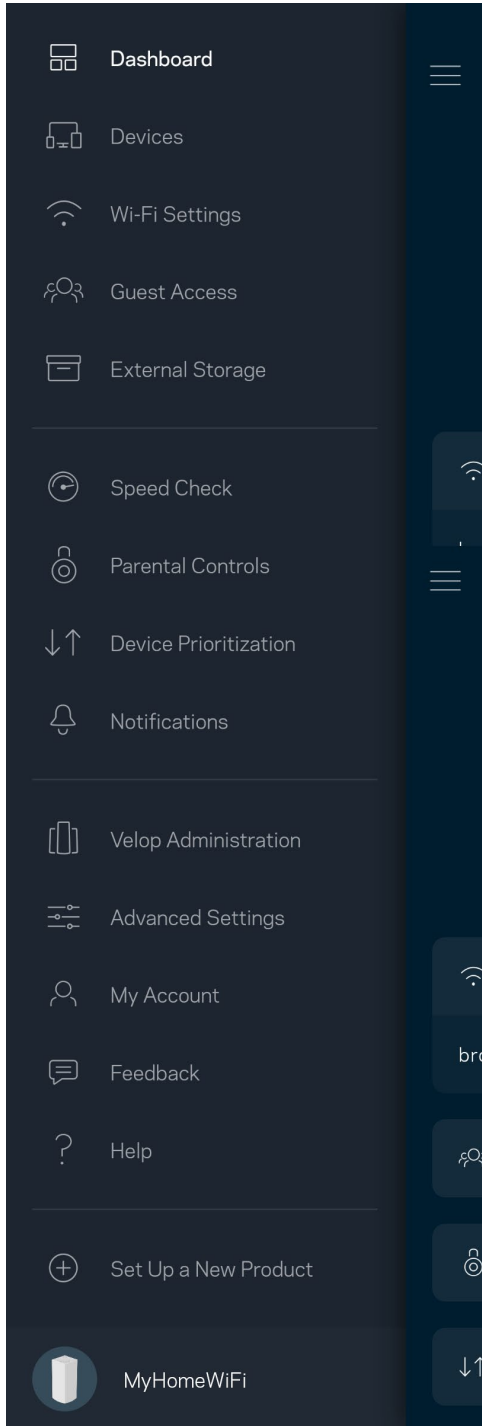 Dashboard
Devices
Wi-Fi Settings
Guest Access
External Storage
Speed Check
Parental Controls
Device Prioritization
Notifications
Velop Administration
Advanced Settings
My Account
Feedback
bro
Help
Set Up a New Product
MyHomeWiFi